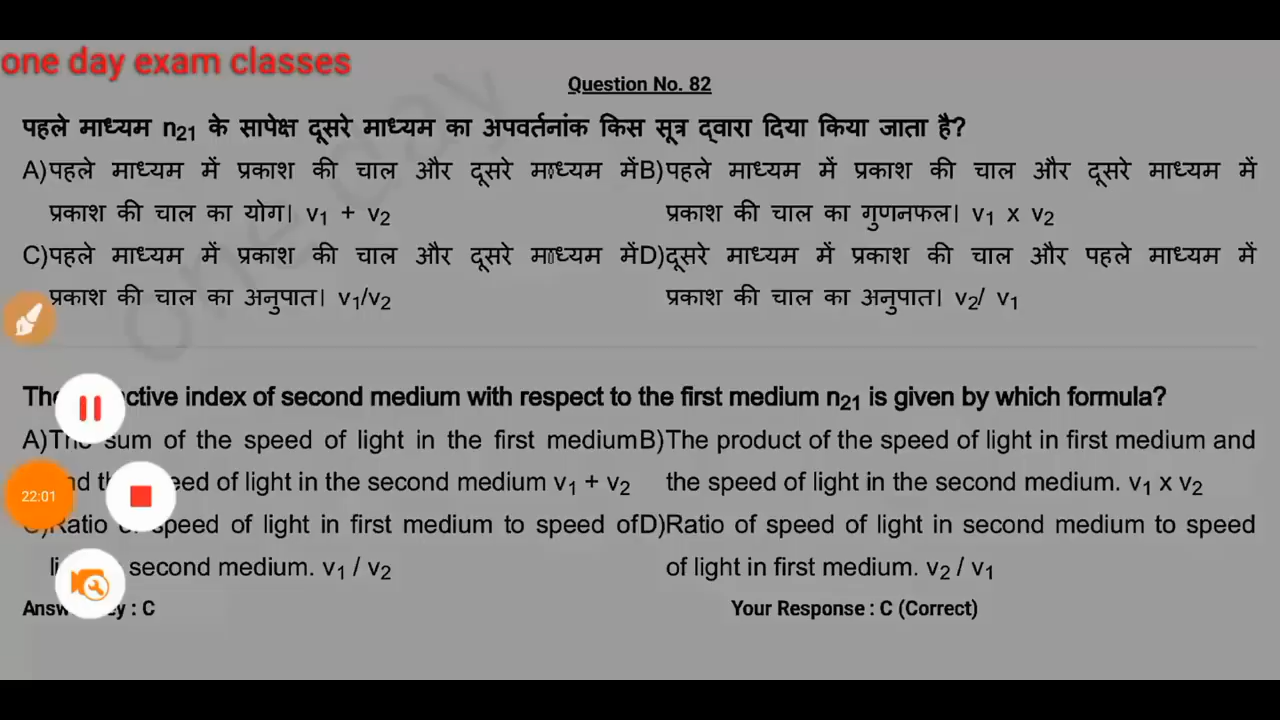 one day exam classes
Question No. 82
पहले माध्यम n21 के सापेक्ष दूसरे माध्यम का अपवर्तनांक किस सूत्र द्वारा दिया किया जाता है?
A)पहले माध्यम में प्रकाश की चाल और दूसरे माध्यम में
प्रकाश की चाल का योग। v1 + v2
B)पहले माध्यम में प्रकाश की चाल और दूसरे माध्यम में
प्रकाश की चाल का गुणनफल। v1 x v2
C)पहले माध्यम में प्रकाश की चाल और दूसरे माध्यम में
प्रकाश की चाल का अनुपात। v1/v2
D)दूसरे माध्यम में प्रकाश की चाल और पहले माध्यम में
प्रकाश की चाल का अनुपात। v2/ v1
one day
index of second medium with respect to the first medium n21 is given by which formula?
sum of the speed of light in the first medium
of light in the second medium v1 + v2
B)The product of the speed of light in first medium and
the speed of light in the second medium. v1 x v2
22:01
speed of light in first medium to speed of
second medium. v1 / v2
D)Ratio of speed of light in second medium to speed
of light in first medium. v2 / v1
: C
Your Response : C (Correct)